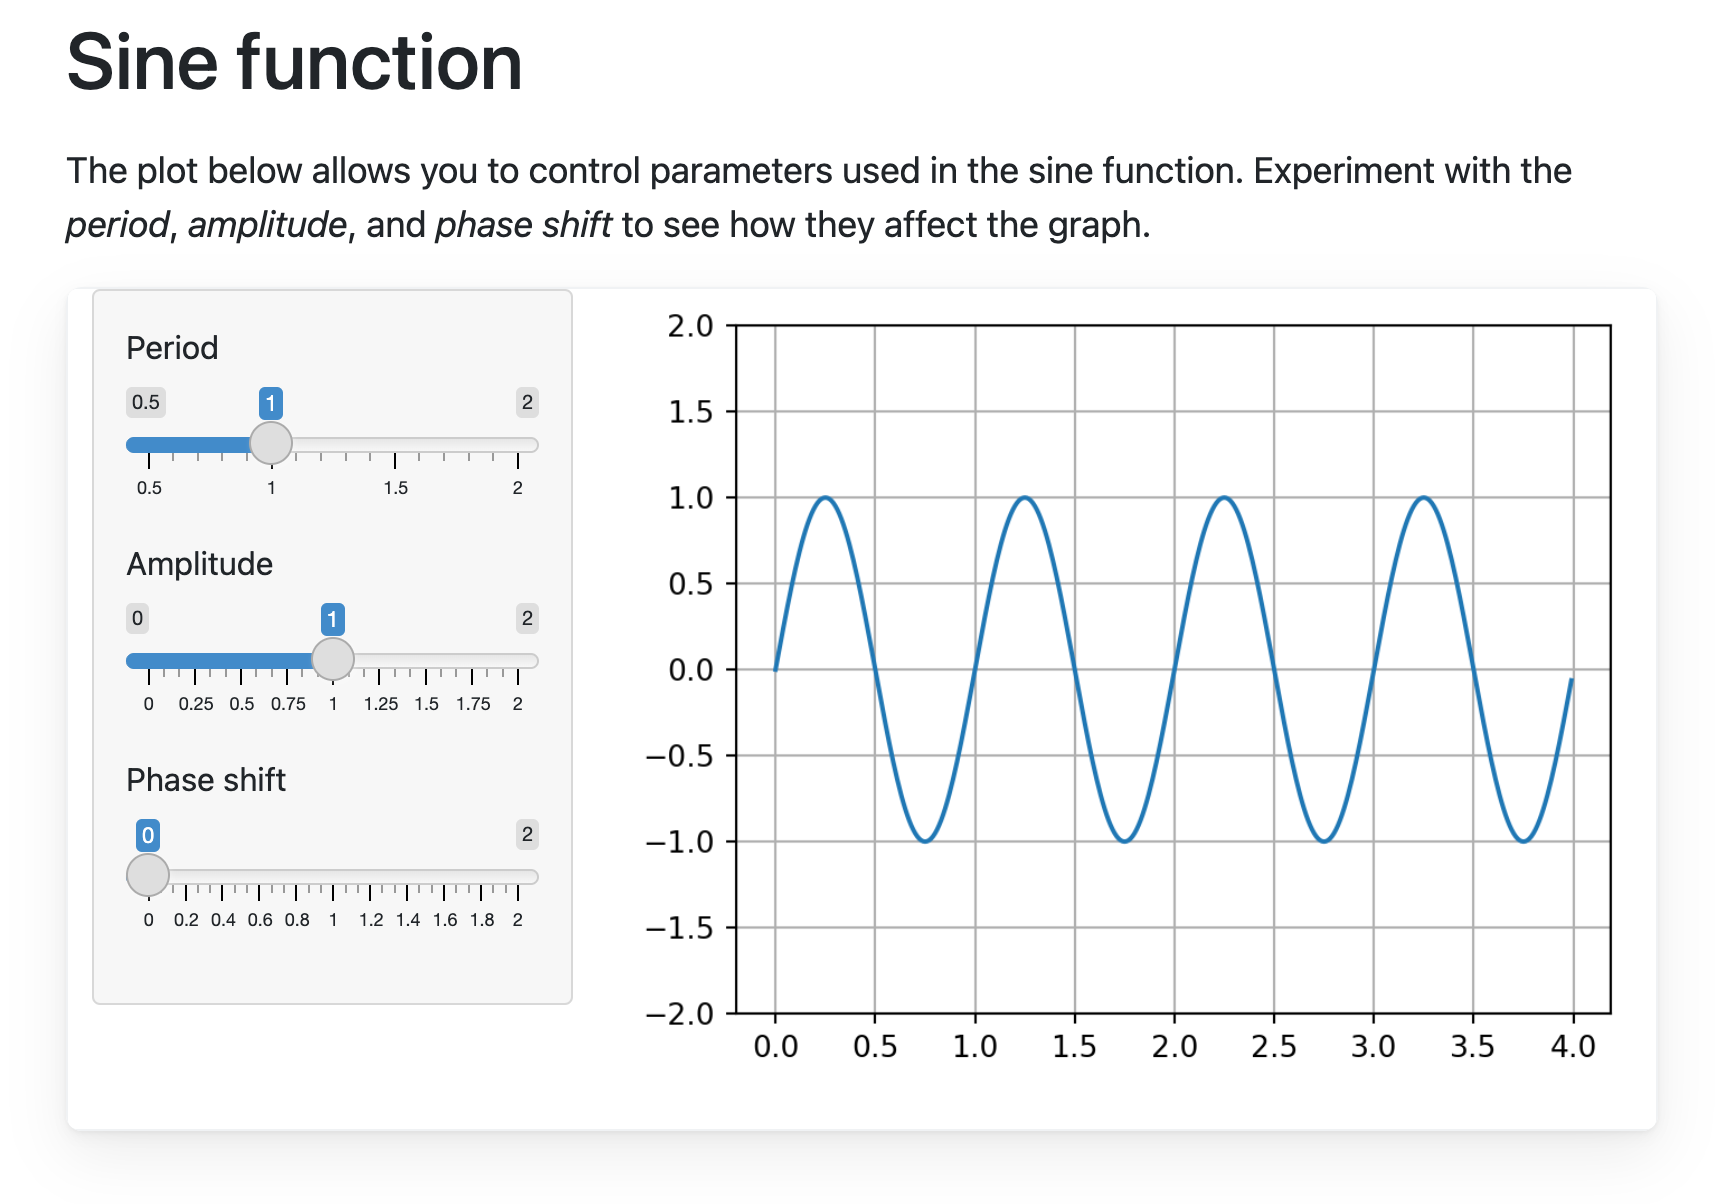 Sine function
The plot below allows you to control parameters used in the sine function. Experiment with the
period, amplitude, and phase shift to see how they affect the graph.
Period
0.5 1 2
0.5 1 1.5 2
Amplitude
0 1 2
0 0.25 0.5 0.75 1 1.25 1.5 1.75 2
Phase shift
0 2
0 0.2 0.4 0.6 0.8 1 1.2 1.4 1.6 1.8 2
2.0
1.5
1.0
0.5
0.0
−0.5
−1.0
−1.5
−2.0
0.0 0.5 1.0 1.5 2.0 2.5 3.0 3.5 4.0